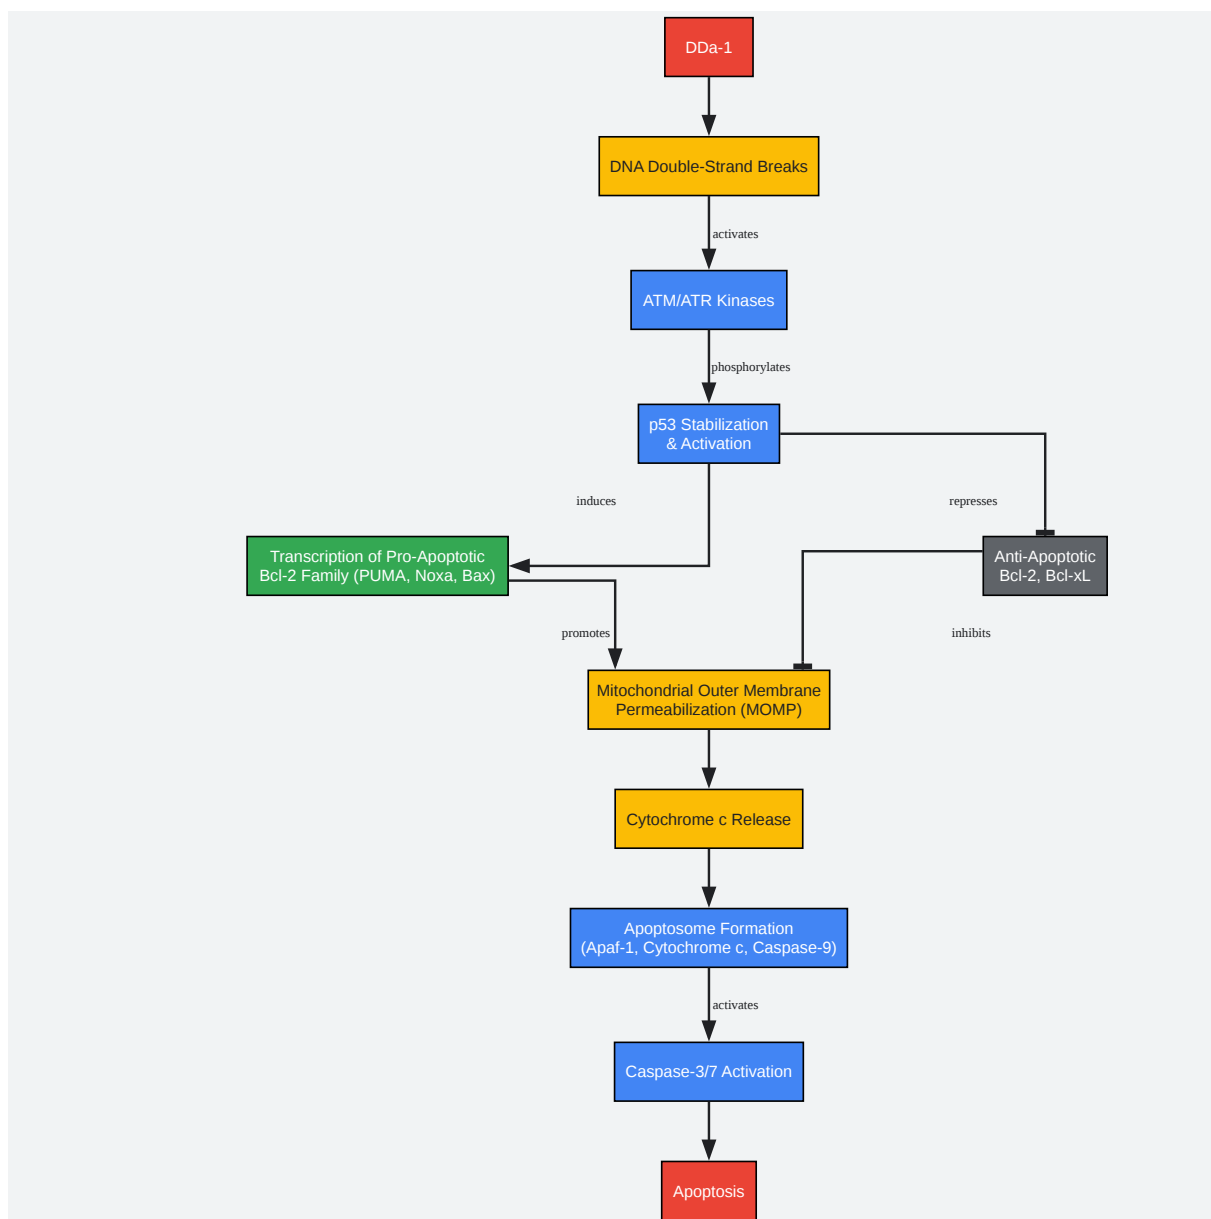 DDa-1
DNA Double-Strand Breaks
activates
ATM/ATR Kinases
phosphorylates
p53 Stabilization
& Activation
induces
represses
Transcription of Pro-Apoptotic
Bcl-2 Family (PUMA, Noxa, Bax)
Anti-Apoptotic
Bcl-2, Bcl-xL
promotes
inhibits
Mitochondrial Outer Membrane
Permeabilization (MOMP)
Cytochrome c Release
Apoptosome Formation
(Apaf-1, Cytochrome c, Caspase-9)
activates
Caspase-3/7 Activation
Apoptosis